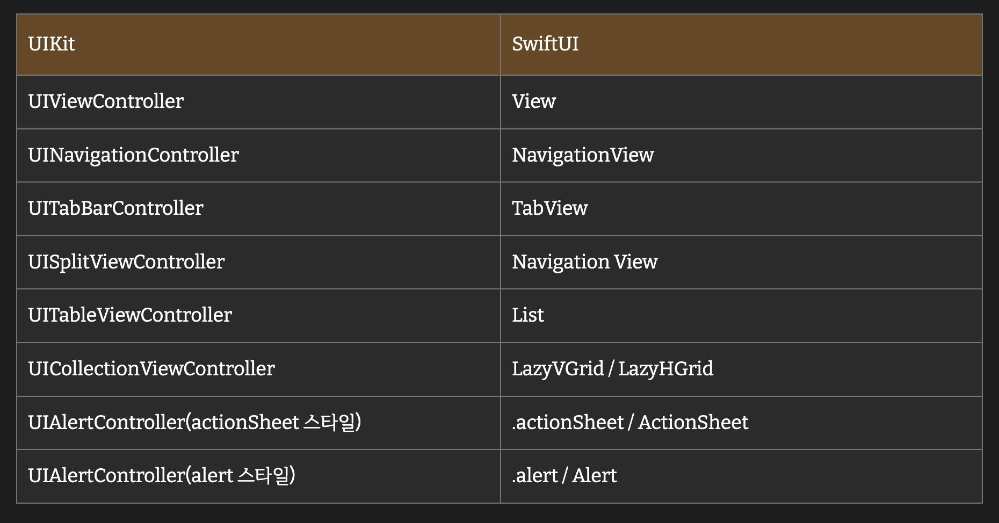 UIKit
SwiftUI
UIViewController
View
UINavigationController
NavigationView
UITabBarController
TabView
UISplitViewController
Navigation View
UITableViewController
List
UICollectionViewController
LazyVGrid / LazyHGrid
UIAlertController(actionSheet 스타일)
.actionSheet / ActionSheet
UIAlertController(alert 스타일)
.alert / Alert